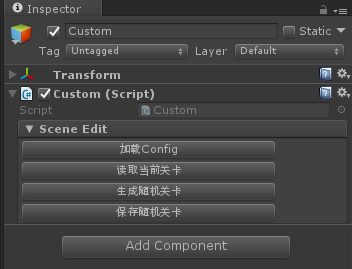 Inspector
Custom
Static
Tag Untagged Layer Default
Transform
Custom (Script)
Script Custom
Scene Edit
加载Config
读取当前关卡
生成随机关卡
保存随机关卡
Add Component